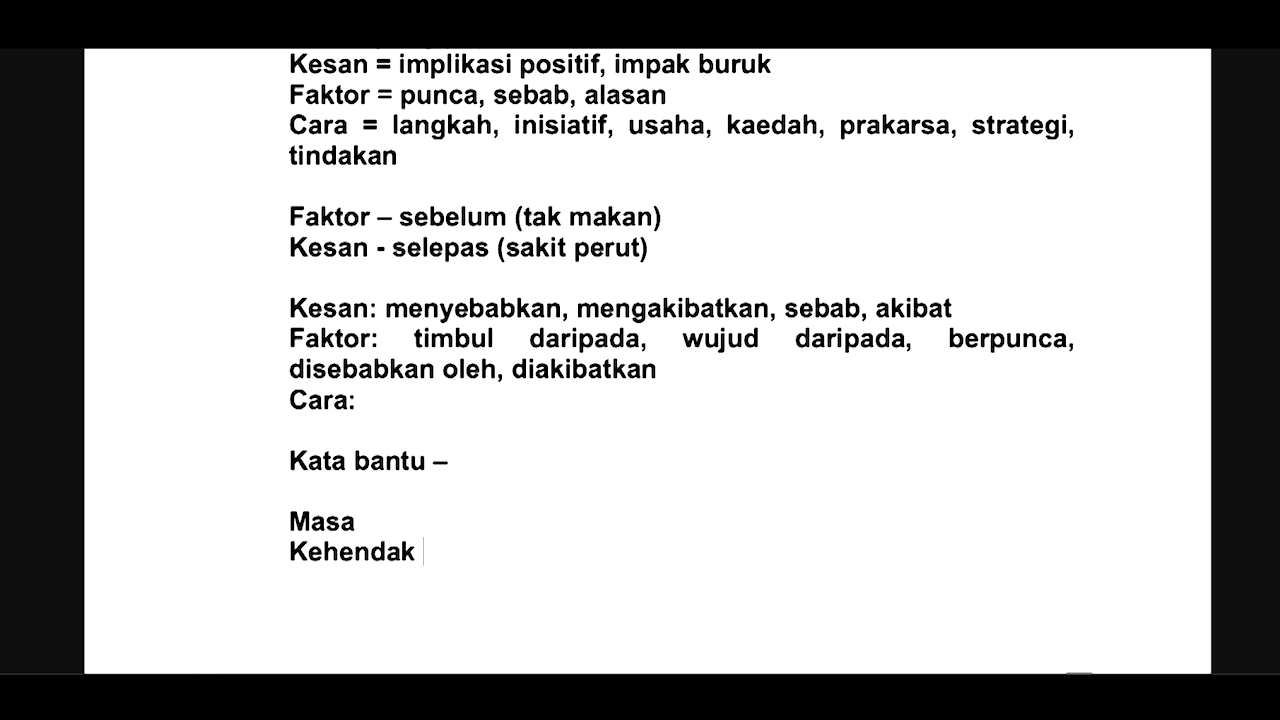 Kesan = implikasi positif, impak buruk
Faktor = punca, sebab, alasan
Cara = langkah, inisiatif, usaha, kaedah, prakarsa, strategi,
tindakan
Faktor – sebelum (tak makan)
Kesan - selepas (sakit perut)
Kesan: menyebabkan, mengakibatkan, sebab, akibat
Faktor: timbul daripada, wujud daripada, berpunca,
disebabkan oleh, diakibatkan
Cara:
Kata bantu –
Masa
Kehendak